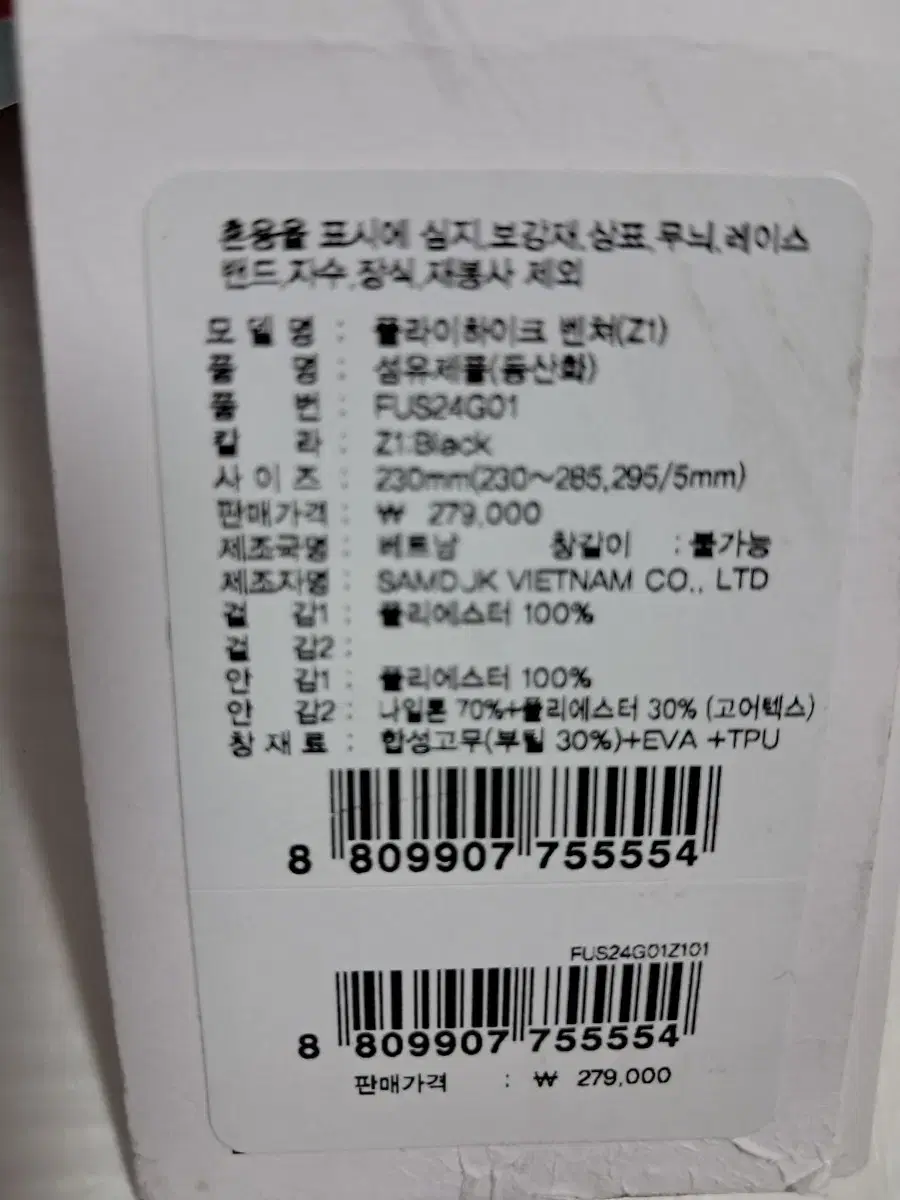 혼용율 표시에 심지,보강재,상표,무늬,레이스
밴드,자수,장식,재봉사 제외
모 델 명 : 플라이하이크 벤처(Z1)
품 명 : 섬유제품(등산화)
품 번 : FUS24G01
칼 라 : Z1:Black
사 이 즈 : 230mm(230~285,295/5mm)
판매가격 : ₩ 279,000
제조국명 : 베트남 창갈이 : 불가능
제조자명 : SAMDUK VIETNAM CO., LTD
겉 감1 : 폴리에스터 100%
겉 감2 :
안 감1 : 폴리에스터 100%
안 감2 : 나일론 70%+폴리에스터 30% (고어텍스)
창 재 료 : 합성고무(부틸 30%)+EVA +TPU
8 809907 755554
FUS24G01Z101
8 809907 755554
판매가격 : ₩ 279,000